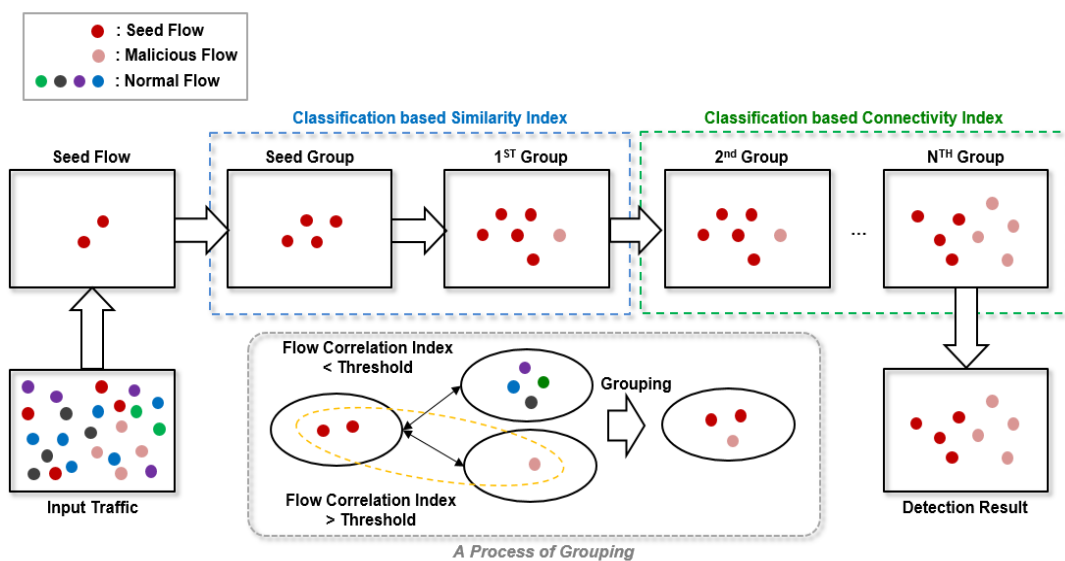 : Seed Flow
: Malicious Flow
: Normal Flow
Classification based Similarity Index
Classification based Connectivity Index
Seed Flow
Seed Group
1ST Group
2nd Group
NTH Group
...
Flow Correlation Index
< Threshold
Grouping
Flow Correlation Index
> Threshold
Input Traffic
Detection Result
A Process of Grouping